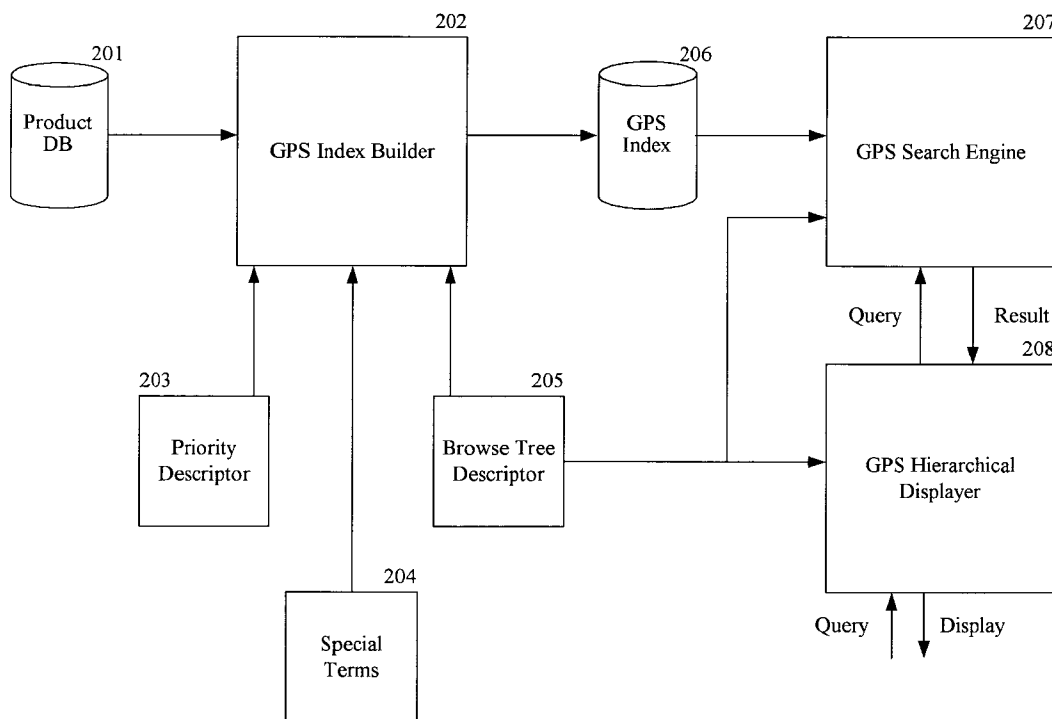 202
207
201
206
Product
DB
GPS Index Builder
GPS
Index
GPS Search Engine
Query
Result
208
203
205
Priority
Descriptor
Browse Tree
Descriptor
GPS Hierarchical
Displayer
204
Special
Terms
Query
Display